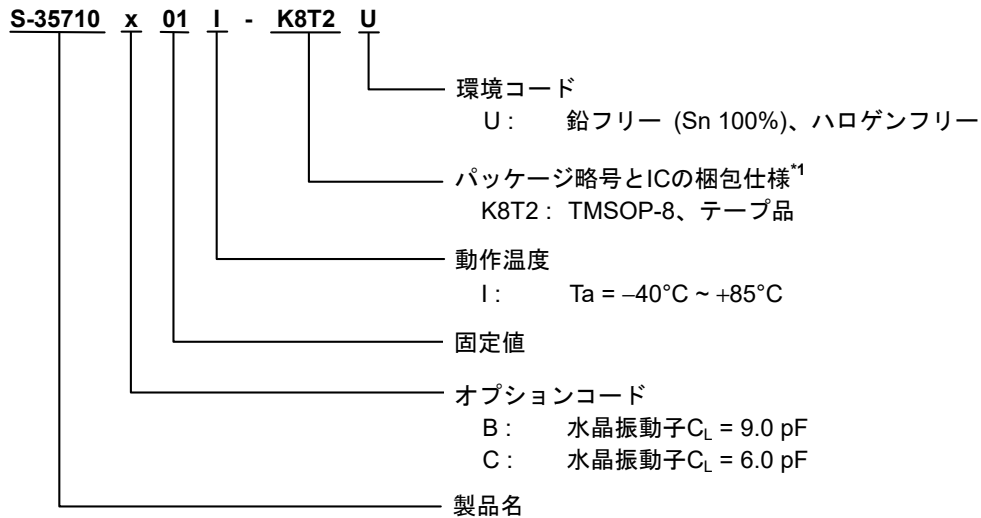 S-35710 x 01 I - K8T2 U
環境コード
U : 鉛フリー (Sn 100%)、ハロゲンフリー
パッケージ略号とICの梱包仕様*1
K8T2 : TMSOP-8、テープ品
動作温度
I : Ta = −40°C ~ +85°C
固定値
オプションコード
B : 水晶振動子CL = 9.0 pF
C : 水晶振動子CL = 6.0 pF
製品名